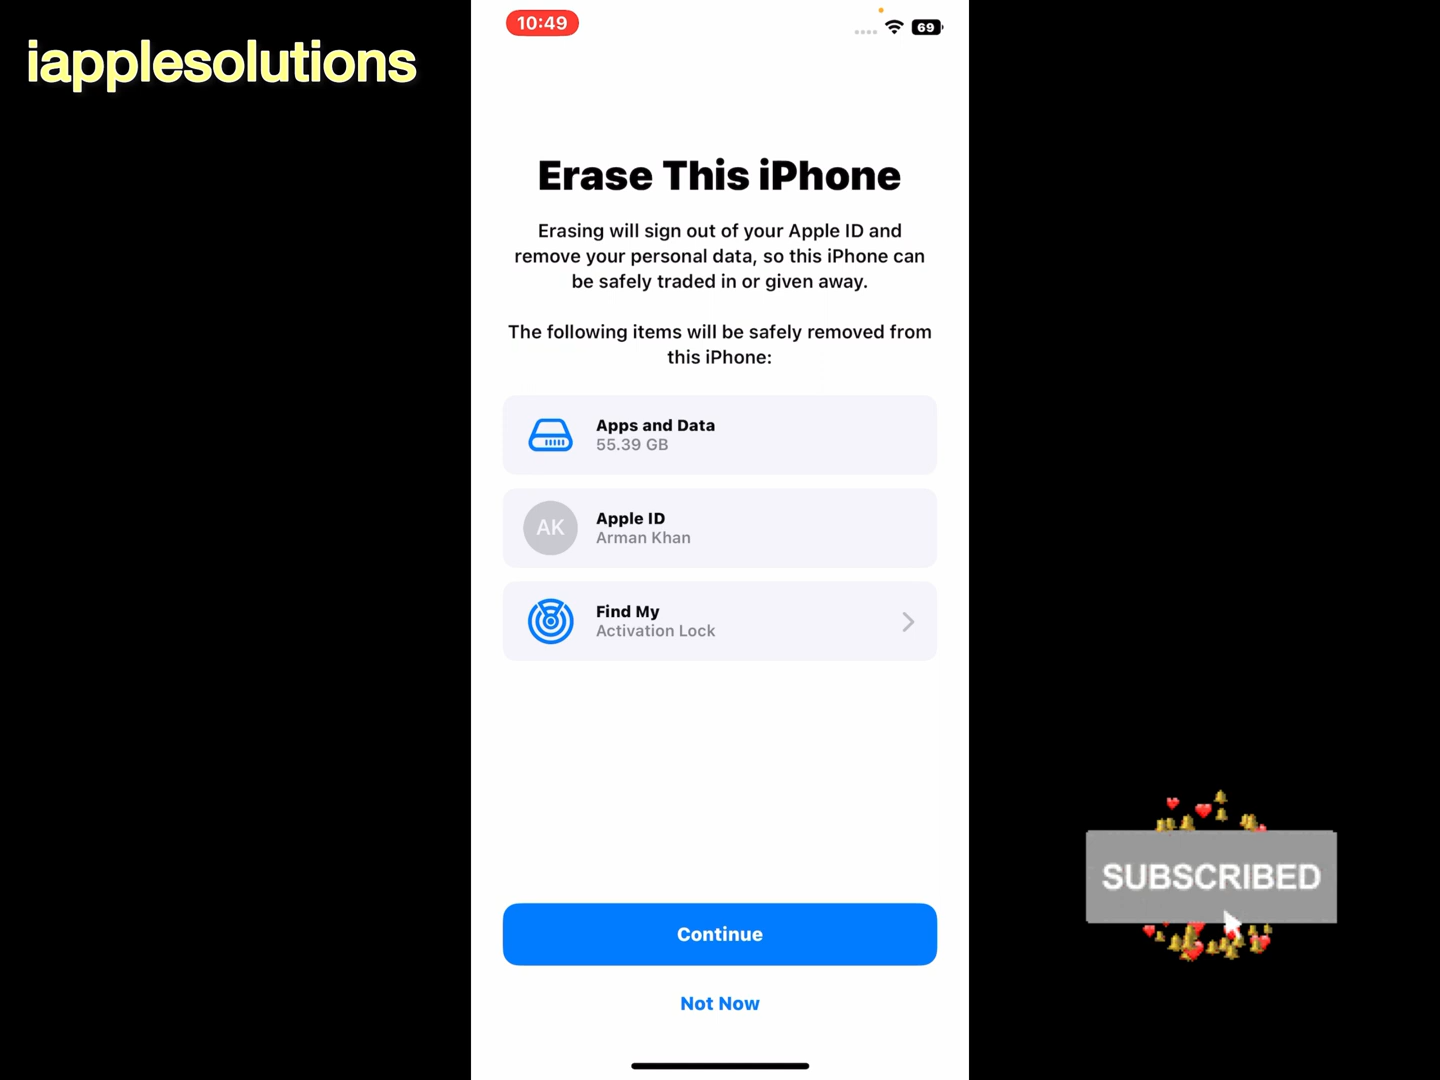 iapplesolutions
10:49
69
Erase This iPhone
Erasing will sign out of your Apple ID and
remove your personal data, so this iPhone can
be safely traded in or given away.
The following items will be safely removed from
this iPhone:
Apps and Data
55.39 GB
AK
Apple ID
Arman Khan
Find My
Activation Lock
Continue
Not Now
SUBSCRIBED